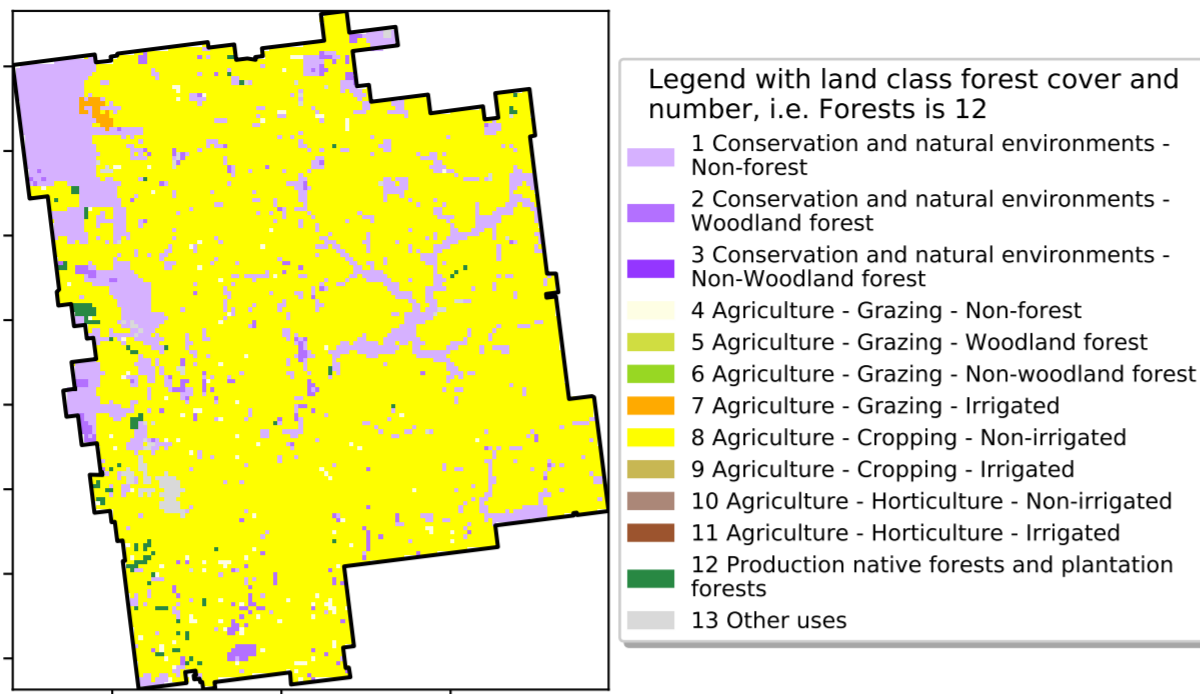 Legend with land class forest cover and
number, i.e. Forests is 12
1 Conservation and natural environments -
Non-forest
2 Conservation and natural environments -
Woodland forest
3 Conservation and natural environments -
Non-Woodland forest
4 Agriculture - Grazing - Non-forest
5 Agriculture - Grazing - Woodland forest
6 Agriculture - Grazing - Non-woodland forest
7 Agriculture - Grazing - Irrigated
8 Agriculture - Cropping - Non-irrigated
9 Agriculture - Cropping - Irrigated
10 Agriculture - Horticulture - Non-irrigated
11 Agriculture - Horticulture - Irrigated
12 Production native forests and plantation
forests
13 Other uses